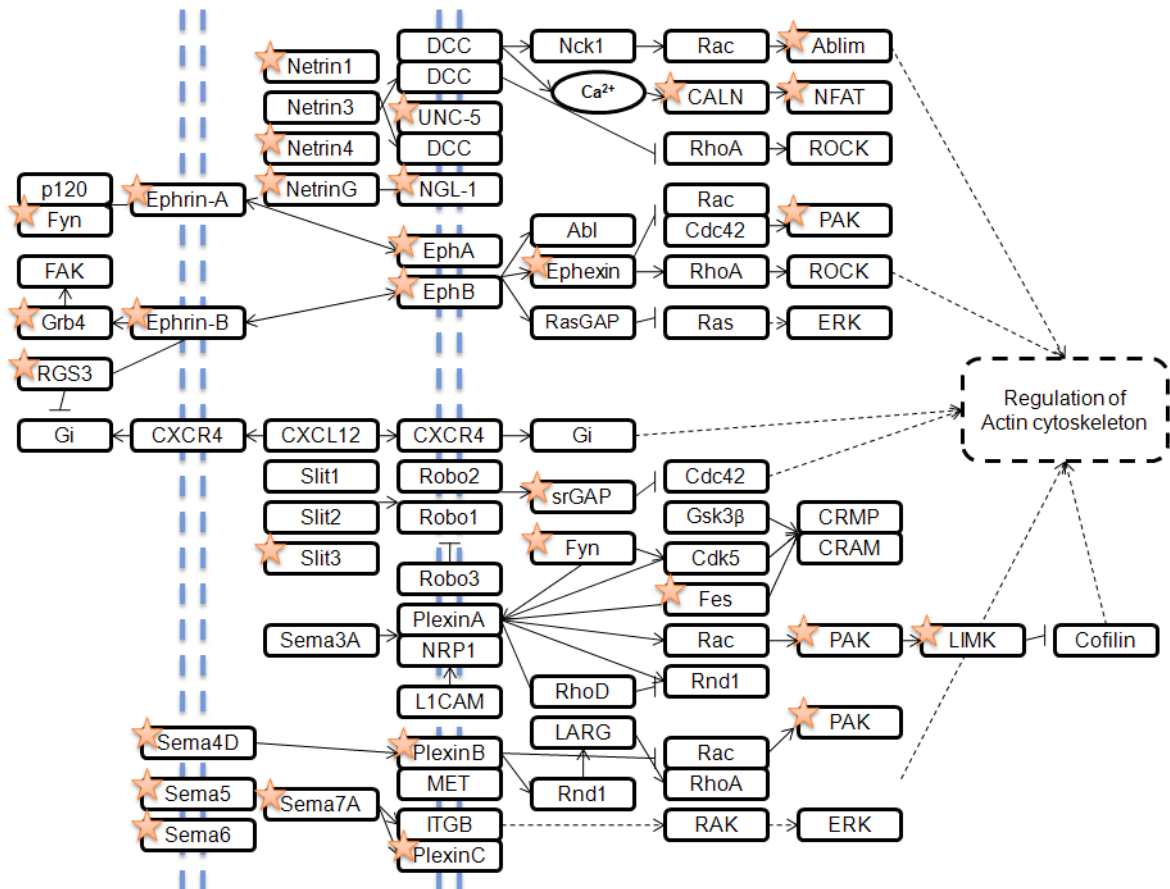 DCC
Nck1
Rac
Ablim
Netrin1
DCC
Ca²⁺
CALN
NFAT
Netrin3
UNC-5
Netrin4
DCC
RhoA
ROCK
p120
Ephrin-A
NetrinG
NGL-1
Rac
Fyn
Abl
Cdc42
PAK
EphA
FAK
Ephexin
RhoA
ROCK
EphB
Grb4
Ephrin-B
RasGAP
Ras
ERK
RGS3
Regulation of
Actin cytoskeleton
Gi
CXCR4
CXCL12
CXCR4
Gi
Slit1
Robo2
srGAP
Cdc42
Slit2
Robo1
Gsk3β
CRMP
Slit3
Fyn
Cdk5
CRAM
Robo3
Fes
PlexinA
Sema3A
NRP1
Rac
PAK
LIMK
Cofilin
L1CAM
RhoD
Rnd1
Sema4D
LARG
PAK
PlexinB
Rac
MET
Rnd1
RhoA
Sema5
Sema7A
ITGB
RAK
ERK
Sema6
PlexinC